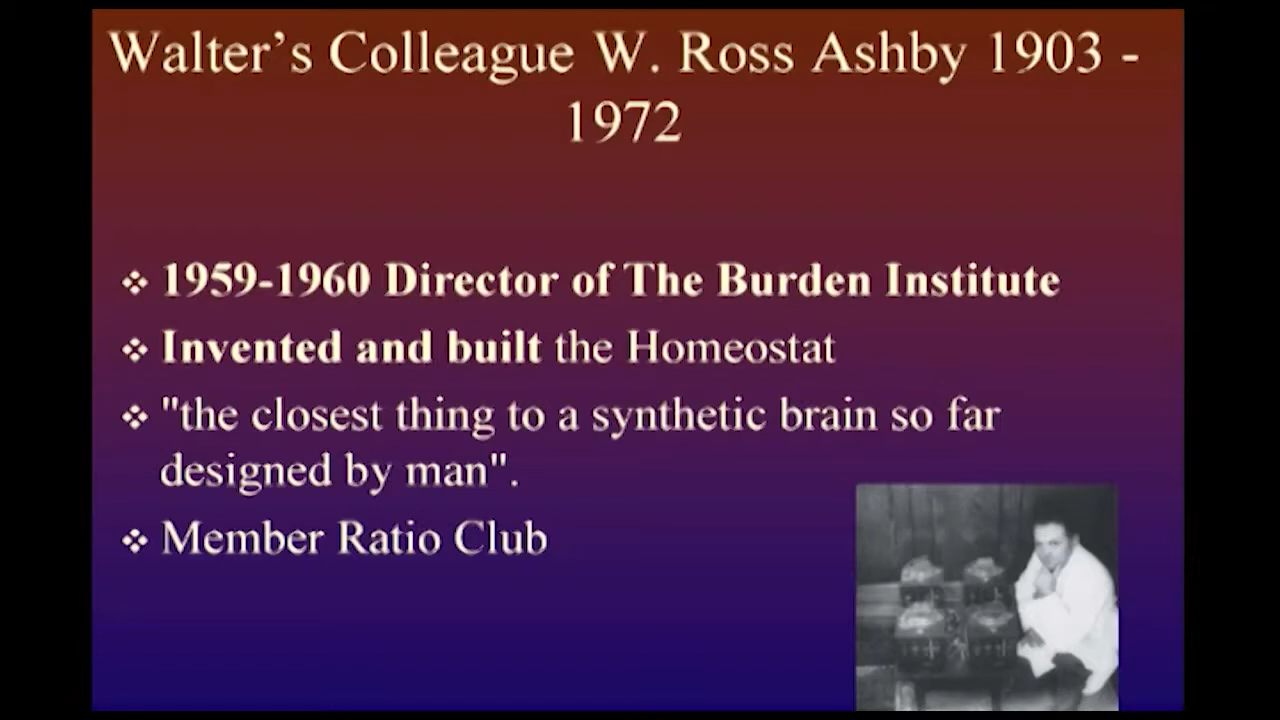 Walter’s Colleague W. Ross Ashby 1903 -
1972
❖ 1959-1960 Director of The Burden Institute
❖ Invented and built the Homeostat
❖ "the closest thing to a synthetic brain so far
designed by man".
❖ Member Ratio Club